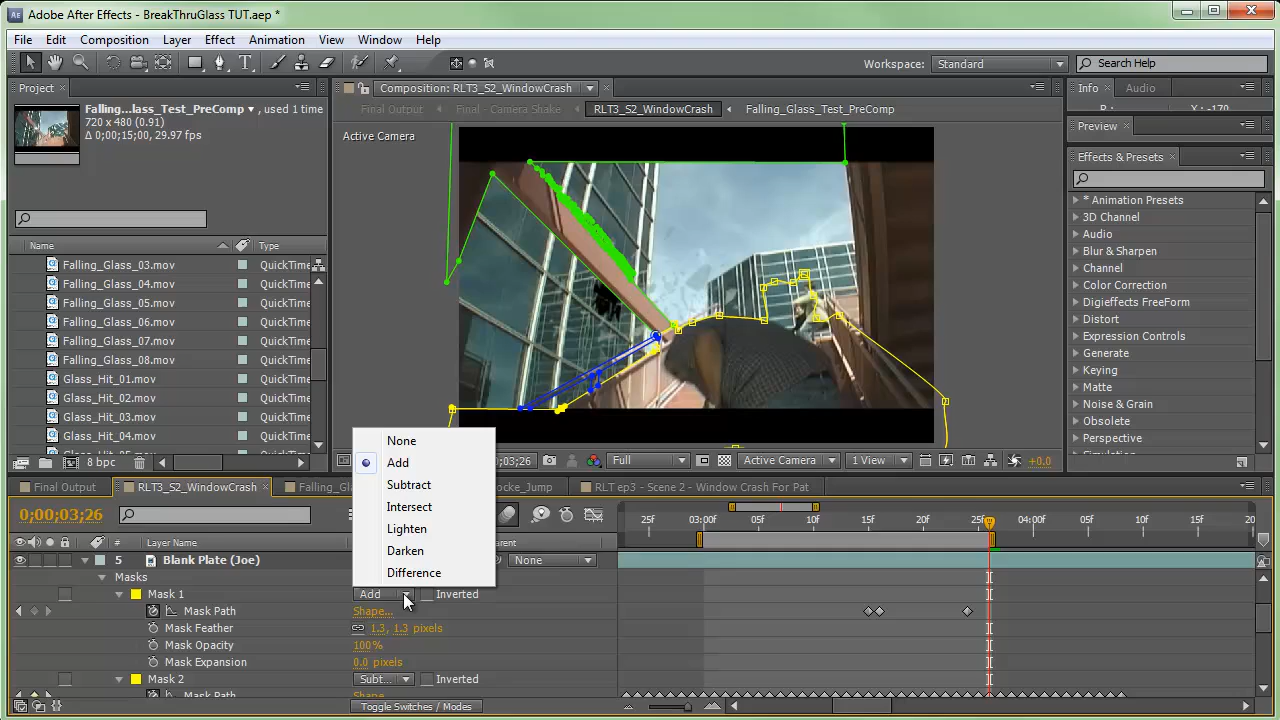 Adobe After Effects - BreakThruGlass TUT.aep *
File Edit Composition Layer Effect Animation View Window Help
Workspace: Standard Search Help
Project
Composition: RLT3_S2_WindowCrash
Info Audio
Falling...lass_Test_PreComp , used 1 time
720 x 480 (0.91)
Δ 0;00;15;00, 29.97 fps
Final Output Final - Camera Shake RLT3_S2_WindowCrash Falling_Glass_Test_PreComp
Active Camera
Preview
Effects & Presets
* Animation Presets
3D Channel
Audio
Blur & Sharpen
Channel
Color Correction
Digieffects FreeForm
Distort
Expression Controls
Generate
Keying
Matte
Noise & Grain
Obsolete
Perspective
Name Type
Falling_Glass_03.mov QuickTime
Falling_Glass_04.mov QuickTime
Falling_Glass_05.mov QuickTime
Falling_Glass_06.mov QuickTime
Falling_Glass_07.mov QuickTime
Falling_Glass_08.mov QuickTime
Glass_Hit_01.mov QuickTime
Glass_Hit_02.mov QuickTime
Glass_Hit_03.mov QuickTime
Glass_Hit_04.mov QuickTime
8 bpc
03;26 Full Active Camera 1 View +0.0
None
Add
Subtract
Intersect
Lighten
Darken
Difference
Final Output RLT3_S2_WindowCrash Falling_Gla ocke_Jump RLT ep3 - Scene 2 - Window Crash For Pat
0;00;03;26
25f 03:00f 05f 10f 15f 20f 25f 04:00f 05f 10f 15f 20
Layer Name Parent
5 Blank Plate (Joe) None
Masks
Mask 1 Add Inverted
Mask Path Shape...
Mask Feather 1.3, 1.3 pixels
Mask Opacity 100%
Mask Expansion 0.0 pixels
Mask 2 Subt... Inverted
Mask Path Shape
Toggle Switches / Modes